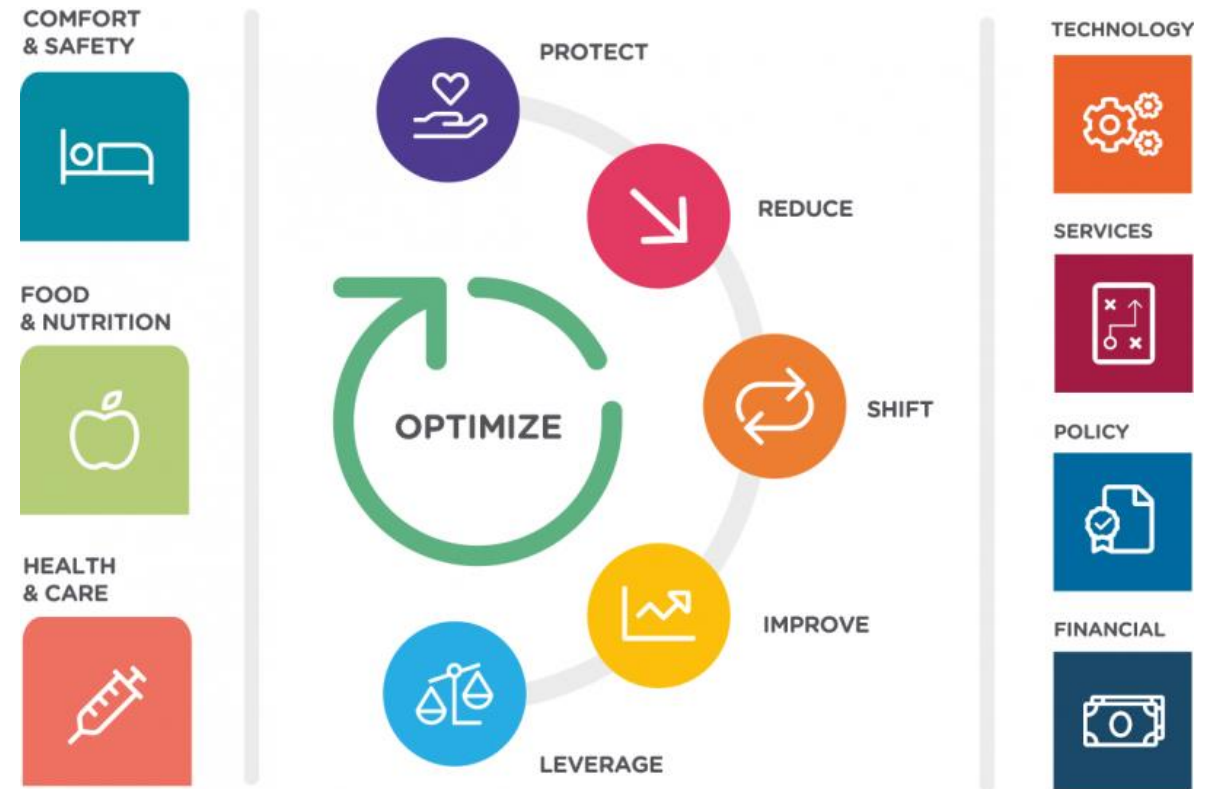 COMFORT
& SAFETY
FOOD
& NUTRITION
HEALTH
& CARE
PROTECT
REDUCE
SHIFT
OPTIMIZE
IMPROVE
LEVERAGE
TECHNOLOGY
SERVICES
POLICY
FINANCIAL